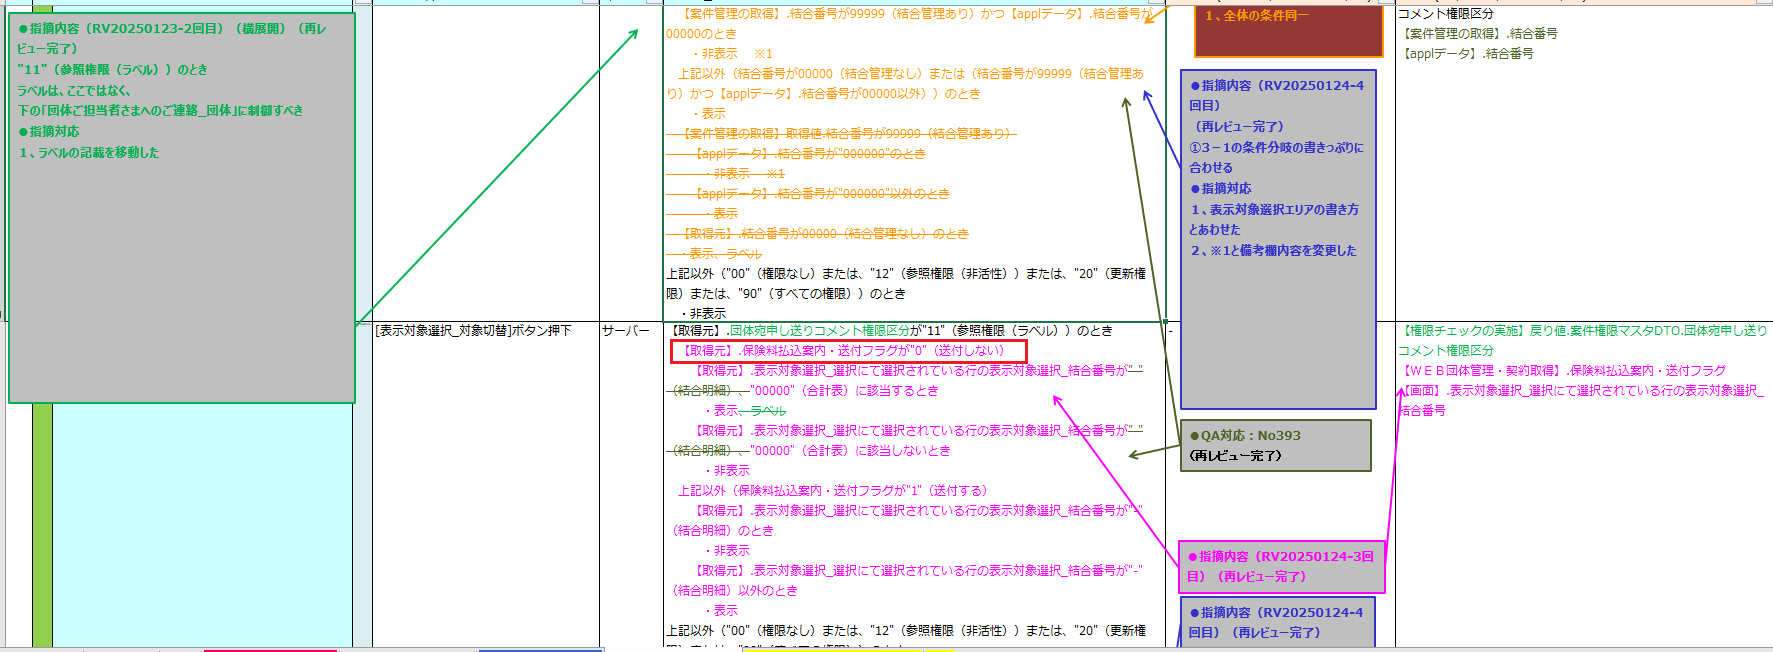 ●指摘内容（RV20250123-2回目）（横展開）（再レ
ビュー完了）
"11"（参照権限（ラベル））のとき
ラベルは、ここではなく、
下の「団体ご担当者さまへのご連絡_団体」に制御すべき
●指摘対応
１、ラベルの記載を移動した
【案件管理の取得】.結合番号が99999（結合管理あり）かつ【applデータ】.結合番号が
00000のとき
・非表示　※1
上記以外（結合番号が00000（結合管理なし）または（結合番号が99999（結合管理あ
り）かつ【applデータ】.結合番号が00000以外））のとき
・表示
【案件管理の取得】取得値.結合番号が99999（結合管理あり）
【applデータ】.結合番号が"000000"のとき
・非表示　※1
【applデータ】.結合番号が"000000"以外のとき
・表示
【取得元】.結合番号が00000（結合管理なし）のとき
・表示、ラベル
上記以外（"00"（権限なし）または、"12"（参照権限（非活性））または、"20"（更新権
限）または、"90"（すべての権限））のとき
・非表示
１、全体の条件同一
●指摘内容（RV20250124-4
回目）
（再レビュー完了）
①３－１の条件分岐の書きっぷりに
合わせる
●指摘対応
１、表示対象選択エリアの書き方
とあわせた
２、※1と備考欄内容を変更した
コメント権限区分
【案件管理の取得】.結合番号
【applデータ】.結合番号
[表示対象選択_対象切替]ボタン押下
サーバー
【取得元】.団体宛申し送りコメント権限区分が"11"（参照権限（ラベル））のとき
【取得元】.保険料払込案内・送付フラグが"0"（送付しない）
【取得元】.表示対象選択_選択にて選択されている行の表示対象選択_結合番号が"-"
（結合明細）、"00000"（合計表）に該当するとき
・表示、ラベル
【取得元】.表示対象選択_選択にて選択されている行の表示対象選択_結合番号が"-"
（結合明細）、"00000"（合計表）に該当しないとき
・非表示
上記以外（保険料払込案内・送付フラグが"1"（送付する）
【取得元】.表示対象選択_選択にて選択されている行の表示対象選択_結合番号が"-"
（結合明細）のとき
・非表示
【取得元】.表示対象選択_選択にて選択されている行の表示対象選択_結合番号が"-"
（結合明細）以外のとき
・表示
上記以外（"00"（権限なし）または、"12"（参照権限（非活性））または、"20"（更新権
-
●QA対応：No393
（再レビュー完了）
●指摘内容（RV20250124-3回
目）（再レビュー完了）
●指摘内容（RV20250124-4
回目）（再レビュー完了）
【権限チェックの実施】戻り値.案件権限マスタDTO.団体宛申し送り
コメント権限区分
【ＷＥＢ団体管理・契約取得】.保険料払込案内・送付フラグ
【画面】.表示対象選択_選択にて選択されている行の表示対象選択_
結合番号